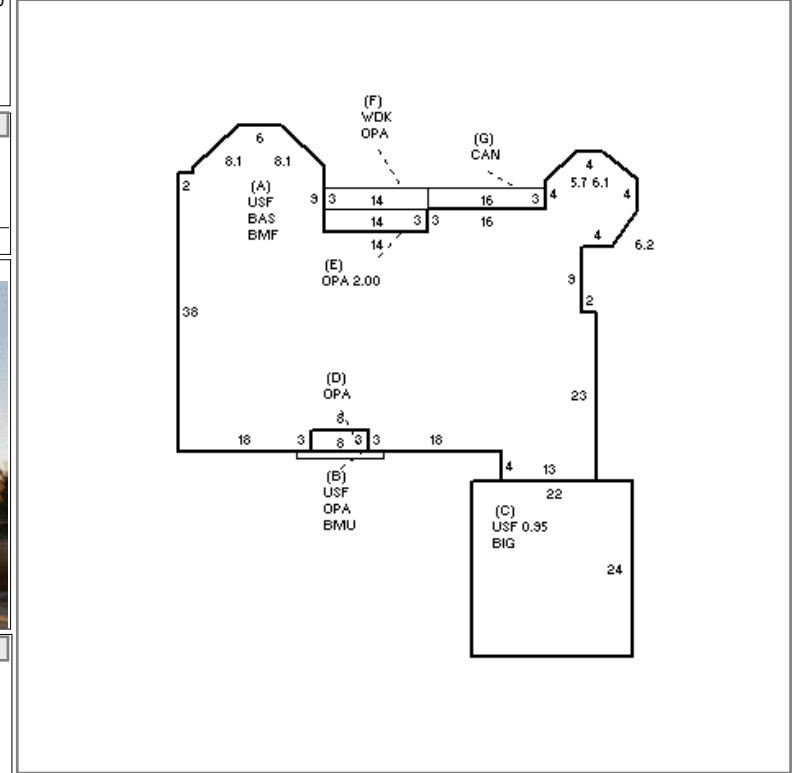 (F)
WDK
OPA
(G)
CAN
6
8.1 8.1
4
5.7 6.1
2
(A)
USF
BAS
BMF
9 3
14
16
3
4
4
14
3 3
16
14
4
6.2
(E)
OPA 2.00
9
2
38
(D)
OPA
8
23
18
3
8
3 3
18
4
13
(B)
USF
OPA
BMU
22
(C)
USF 0.95
BIG
24